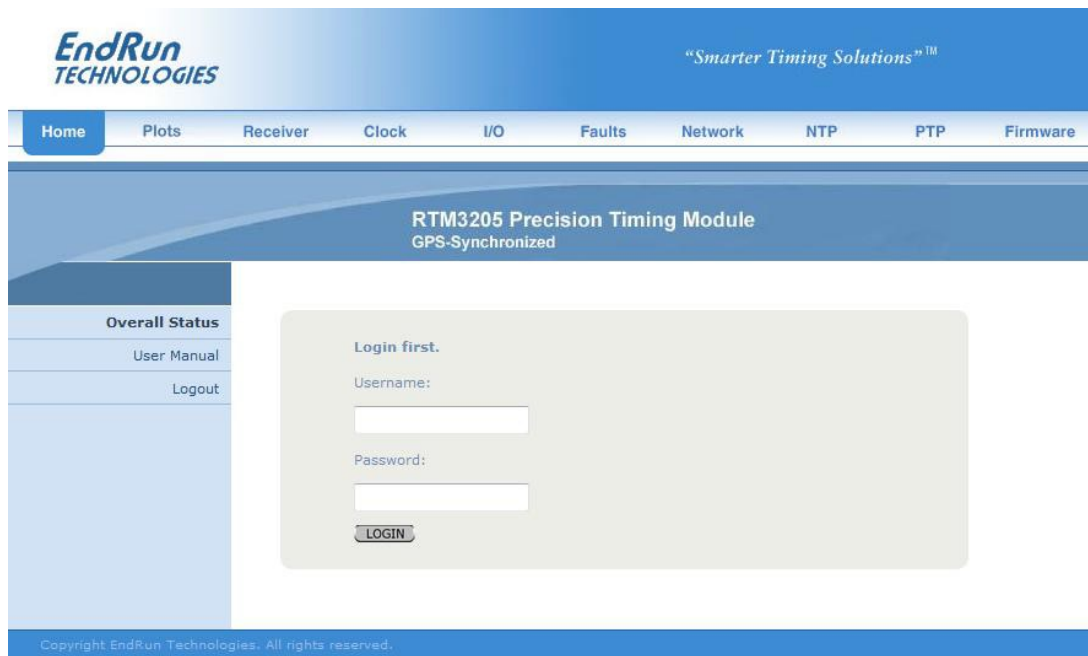 EndRun
TECHNOLOGIES
"Smarter Timing Solutions"™
Home Plots Receiver Clock I/O Faults Network NTP PTP Firmware
RTM3205 Precision Timing Module
GPS-Synchronized
Overall Status
User Manual
Logout
Login first.
Username:
Password:
LOGIN
Copyright EndRun Technologies. All rights reserved.